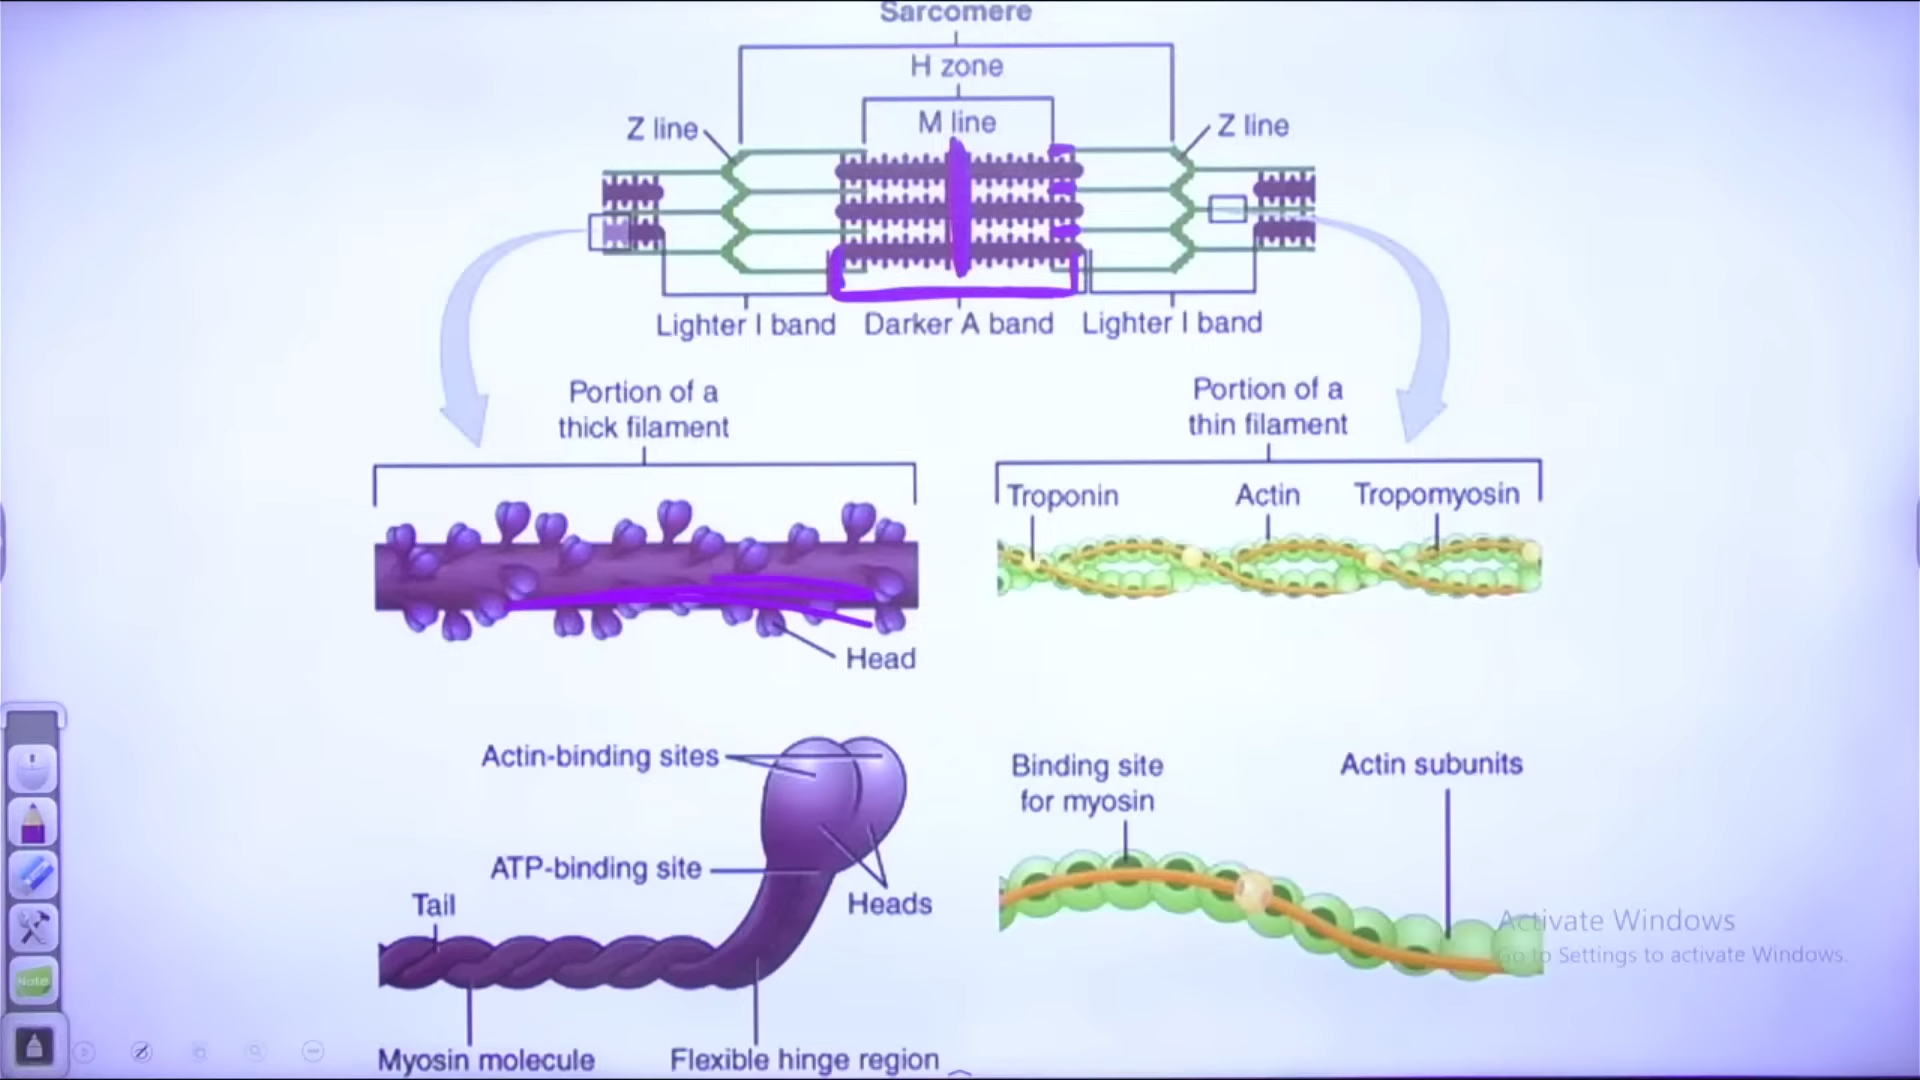 Sarcomere
H zone
M line
Z line
Z line
Lighter I band
Darker A band
Lighter I band
Portion of a
thick filament
Portion of a
thin filament
Troponin
Actin
Tropomyosin
Head
Actin-binding sites
ATP-binding site
Tail
Heads
Myosin molecule
Flexible hinge region
Binding site
for myosin
Actin subunits
Activate Windows
Go to Settings to activate Windows.
Note